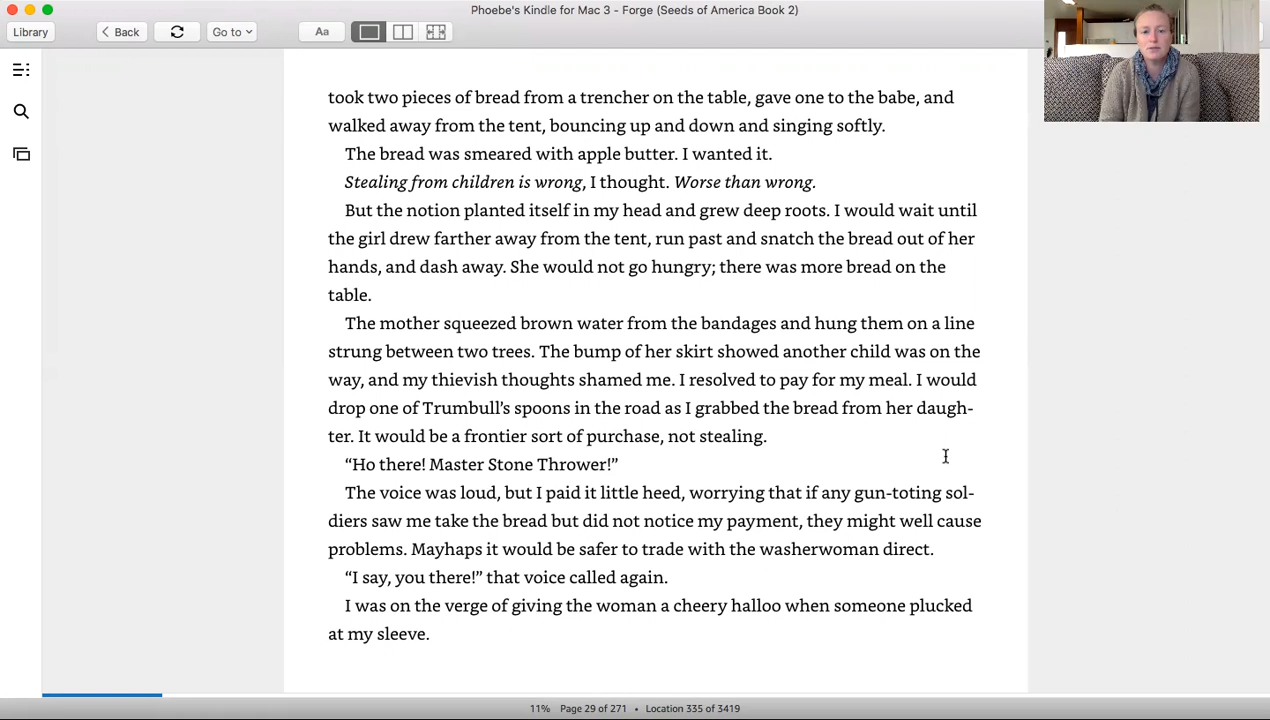 Phoebe's Kindle for Mac 3 - Forge (Seeds of America Book 2)
Library
Back
Go to
Aa
took two pieces of bread from a trencher on the table, gave one to the babe, and
walked away from the tent, bouncing up and down and singing softly.
The bread was smeared with apple butter. I wanted it.
Stealing from children is wrong, I thought. Worse than wrong.
But the notion planted itself in my head and grew deep roots. I would wait until
the girl drew farther away from the tent, run past and snatch the bread out of her
hands, and dash away. She would not go hungry; there was more bread on the
table.
The mother squeezed brown water from the bandages and hung them on a line
strung between two trees. The bump of her skirt showed another child was on the
way, and my thievish thoughts shamed me. I resolved to pay for my meal. I would
drop one of Trumbull’s spoons in the road as I grabbed the bread from her daugh-
ter. It would be a frontier sort of purchase, not stealing.
“Ho there! Master Stone Thrower!”
The voice was loud, but I paid it little heed, worrying that if any gun-toting sol-
diers saw me take the bread but did not notice my payment, they might well cause
problems. Mayhaps it would be safer to trade with the washerwoman direct.
“I say, you there!” that voice called again.
I was on the verge of giving the woman a cheery halloo when someone plucked
at my sleeve.
11% Page 29 of 271 • Location 335 of 3419